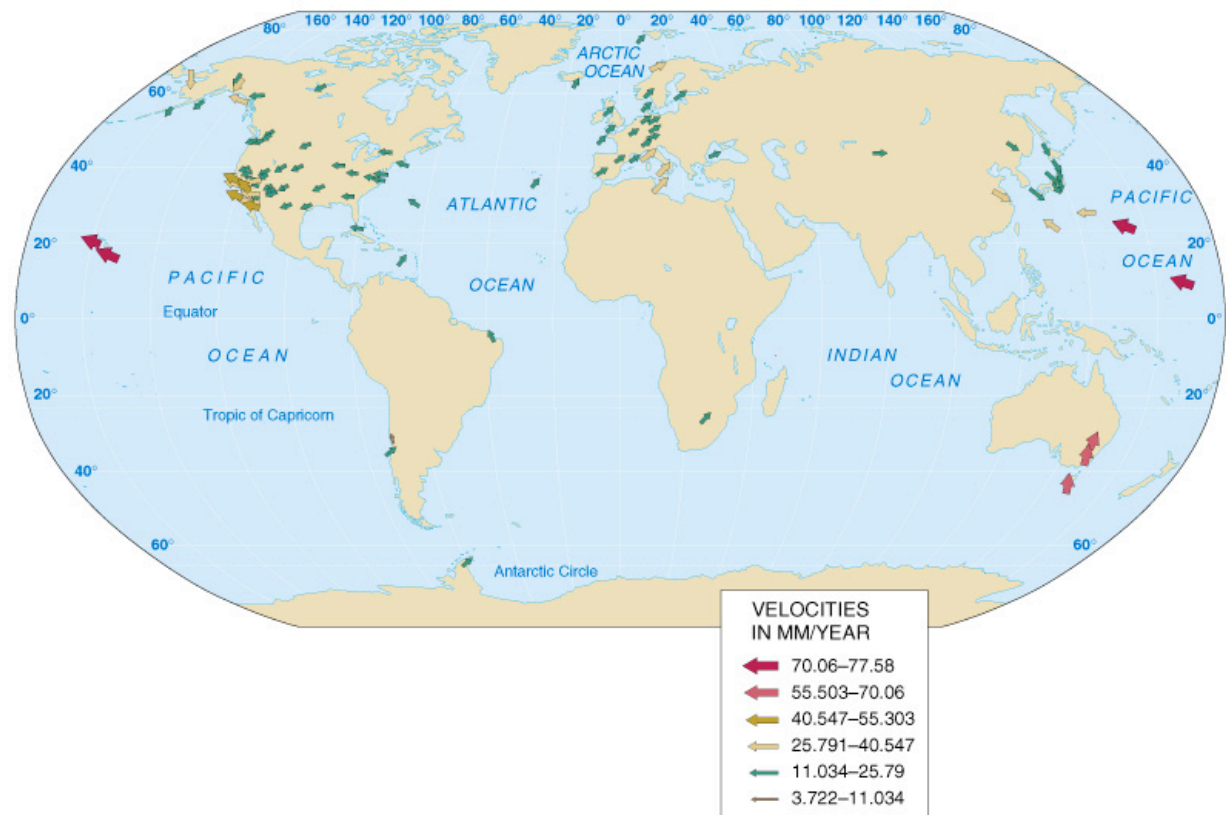 160° 140° 120° 100° 80° 60° 40° 20° 0° 20° 40° 60° 80° 100° 120° 140° 160°
80°
80°
ARCTIC
OCEAN
60°
40°
40°
ATLANTIC
PACIFIC
20°
20°
PACIFIC
OCEAN
OCEAN
Equator
0°
0°
OCEAN
INDIAN
OCEAN
20°
20°
Tropic of Capricorn
40°
40°
60°
60°
Antarctic Circle
VELOCITIES
IN MM/YEAR
70.06–77.58
55.503–70.06
40.547–55.303
25.791–40.547
11.034–25.79
3.722–11.034